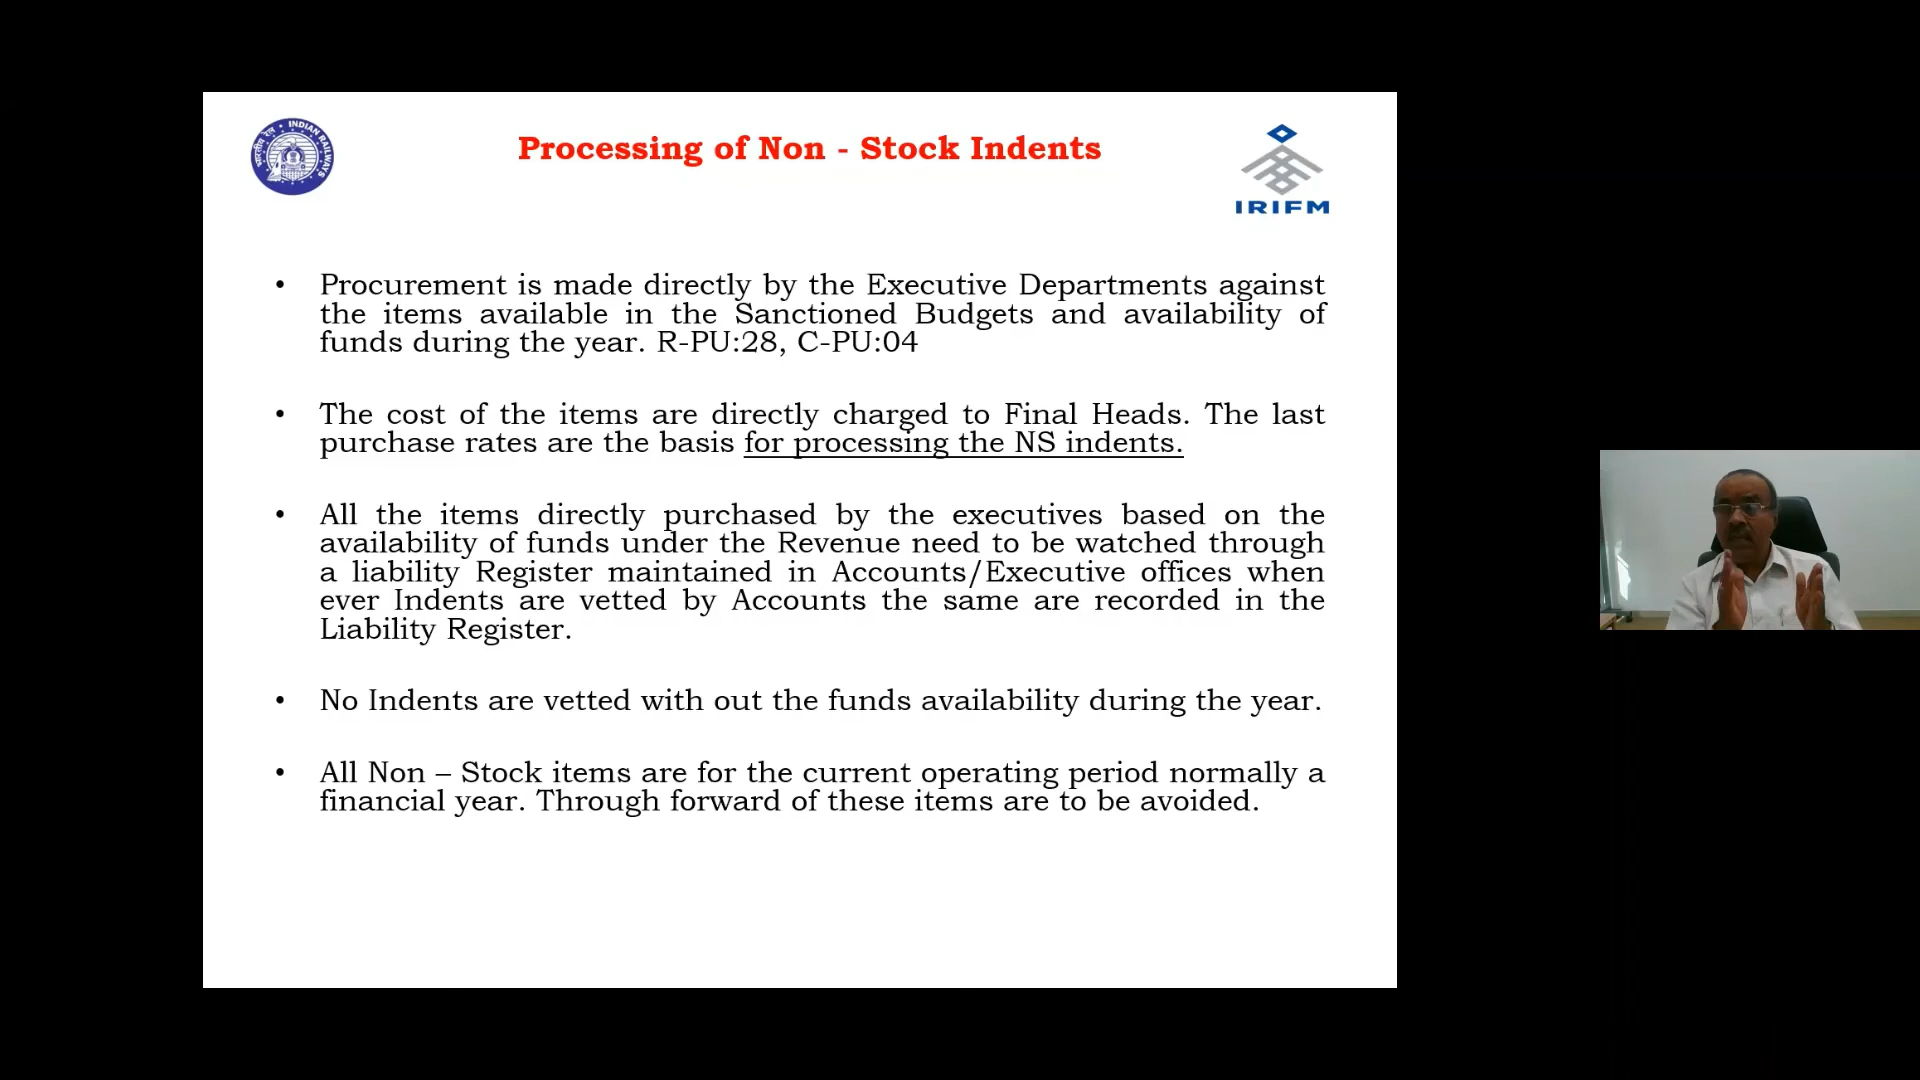 Processing of Non - Stock Indents
INDIAN RAILWAYS
भारतीय रेल
IRIFM
• Procurement is made directly by the Executive Departments against
the items available in the Sanctioned Budgets and availability of
funds during the year. R-PU:28, C-PU:04
• The cost of the items are directly charged to Final Heads. The last
purchase rates are the basis for processing the NS indents.
• All the items directly purchased by the executives based on the
availability of funds under the Revenue need to be watched through
a liability Register maintained in Accounts/Executive offices when
ever Indents are vetted by Accounts the same are recorded in the
Liability Register.
• No Indents are vetted with out the funds availability during the year.
• All Non – Stock items are for the current operating period normally a
financial year. Through forward of these items are to be avoided.